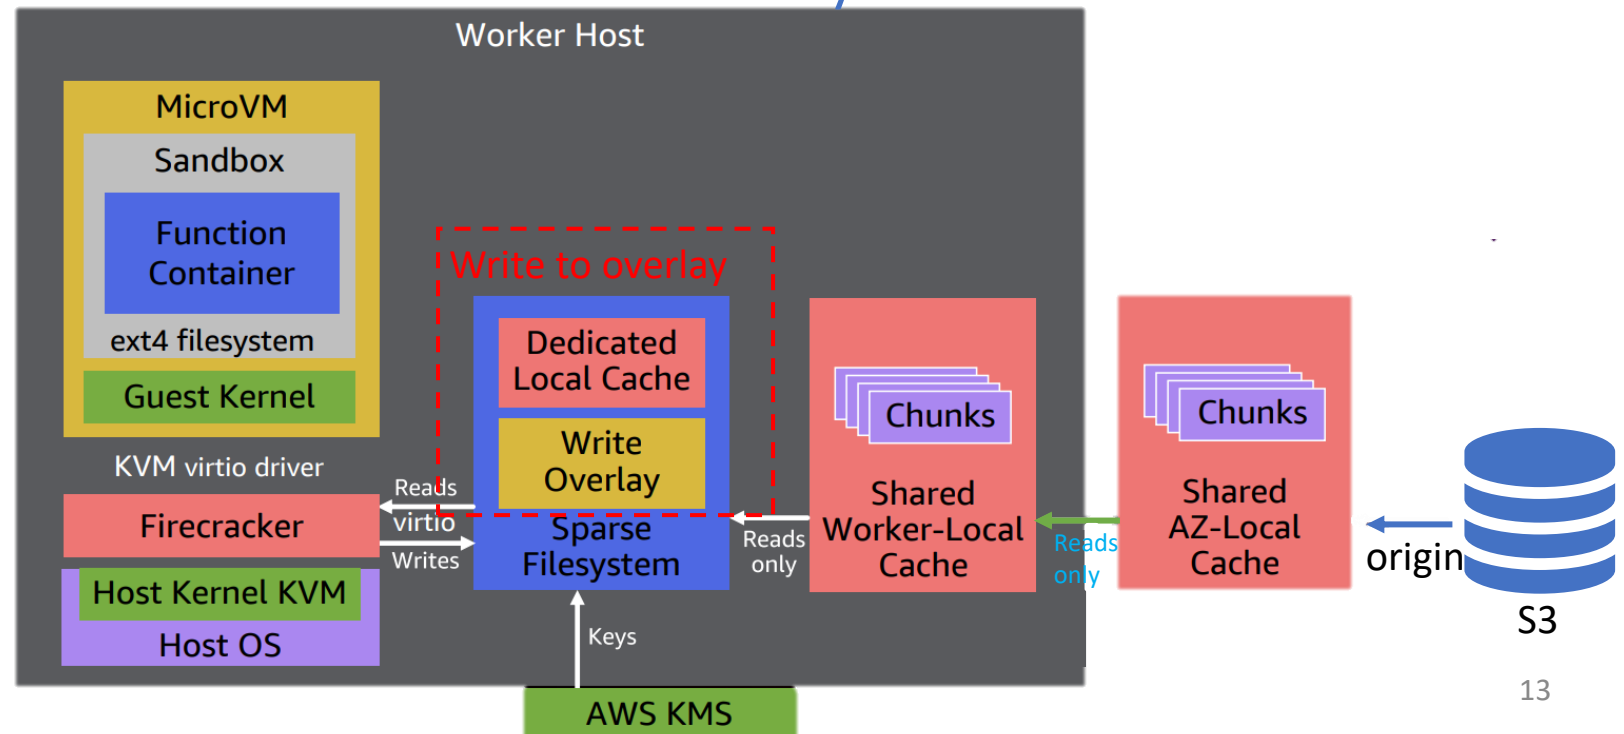 Worker Host
MicroVM
Sandbox
Function
Container
ext4 filesystem
Guest Kernel
KVM virtio driver
Firecracker
Host Kernel KVM
Host OS
Reads
virtio
Writes
Write to overlay
Dedicated
Local Cache
Write
Overlay
Sparse
Filesystem
Keys
AWS KMS
Reads
only
Chunks
Shared
Worker-Local
Cache
Reads
only
Chunks
Shared
AZ-Local
Cache
origin
S3
13